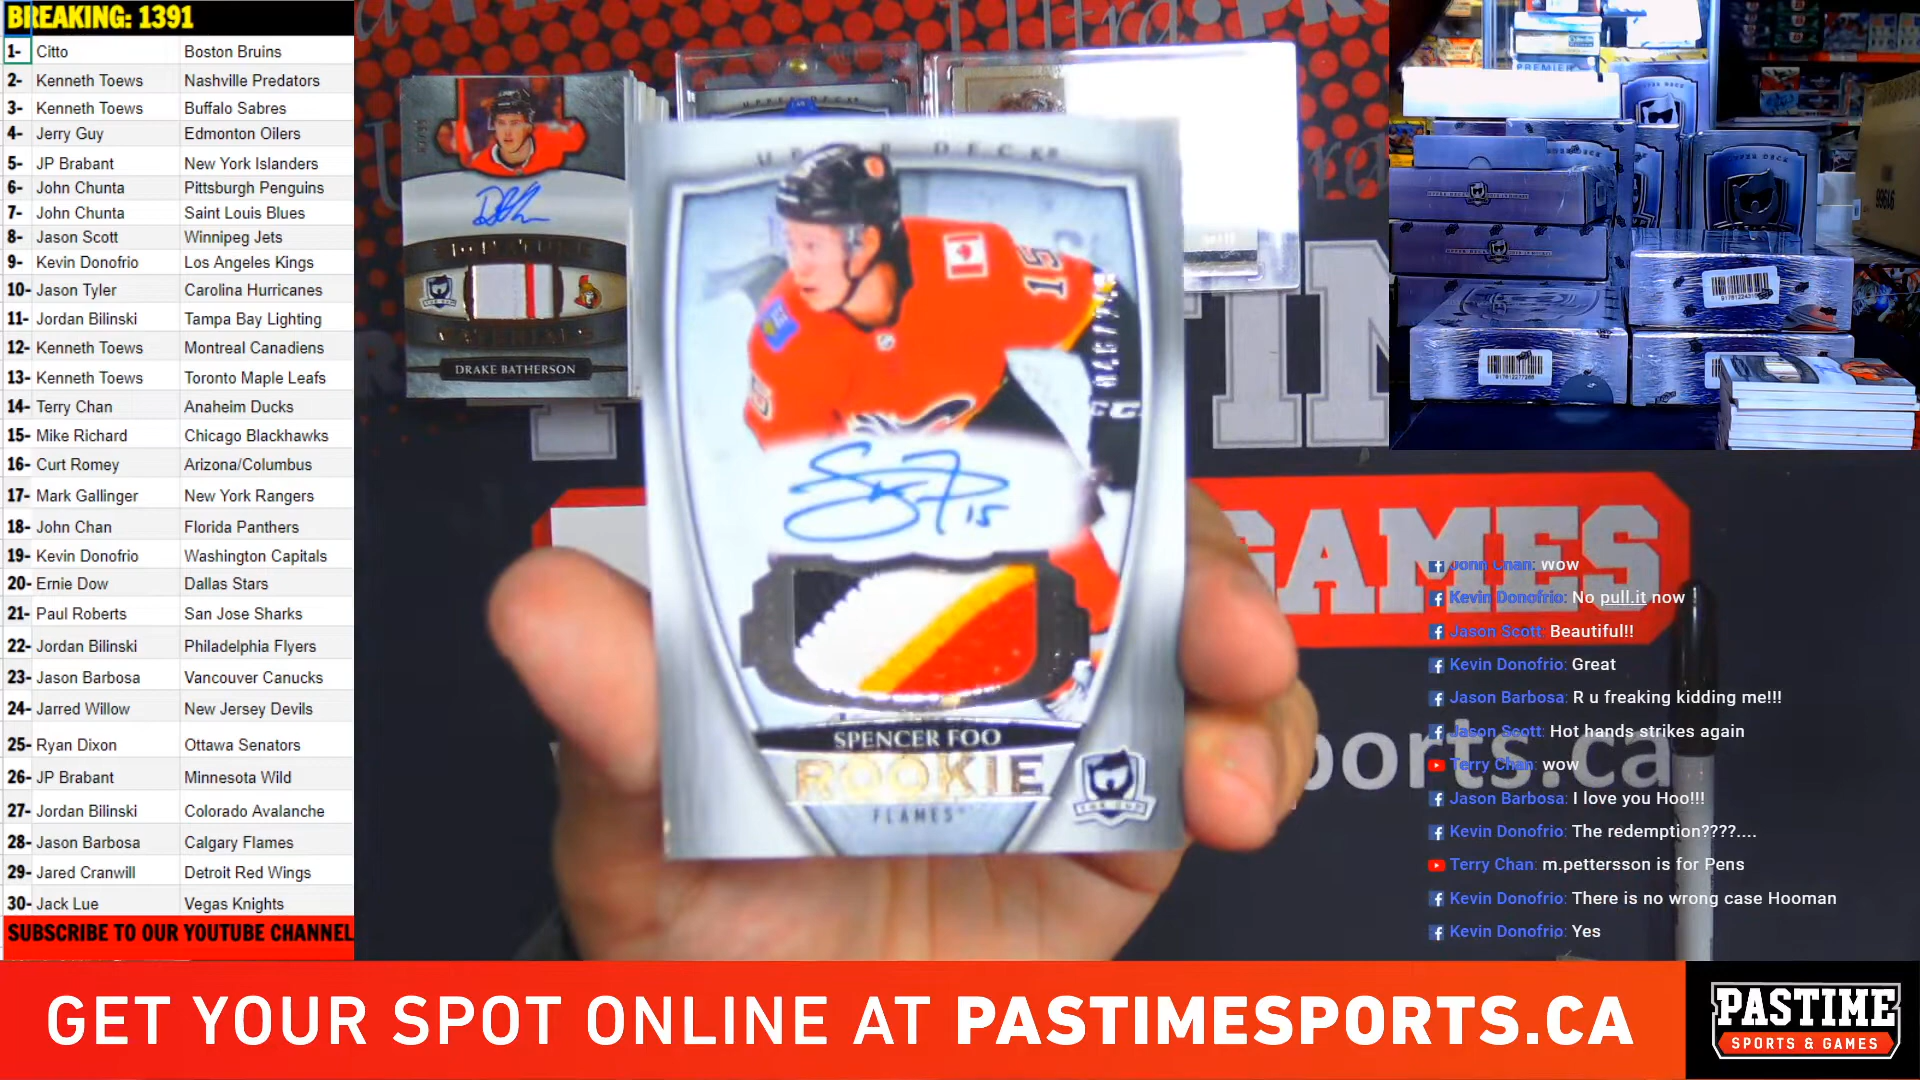 BREAKING: 1391
1- Citto Boston Bruins
2- Kenneth Toews Nashville Predators
3- Kenneth Toews Buffalo Sabres
4- Jerry Guy Edmonton Oilers
5- JP Brabant New York Islanders
6- John Chunta Pittsburgh Penguins
7- John Chunta Saint Louis Blues
8- Jason Scott Winnipeg Jets
9- Kevin Donofrio Los Angeles Kings
10- Jason Tyler Carolina Hurricanes
11- Jordan Bilinski Tampa Bay Lighting
12- Kenneth Toews Montreal Canadiens
13- Kenneth Toews Toronto Maple Leafs
14- Terry Chan Anaheim Ducks
15- Mike Richard Chicago Blackhawks
16- Curt Romey Arizona/Columbus
17- Mark Gallinger New York Rangers
18- John Chan Florida Panthers
19- Kevin Donofrio Washington Capitals
20- Ernie Dow Dallas Stars
21- Paul Roberts San Jose Sharks
22- Jordan Bilinski Philadelphia Flyers
23- Jason Barbosa Vancouver Canucks
24- Jarred Willow New Jersey Devils
25- Ryan Dixon Ottawa Senators
26- JP Brabant Minnesota Wild
27- Jordan Bilinski Colorado Avalanche
28- Jason Barbosa Calgary Flames
29- Jared Cranwill Detroit Red Wings
30- Jack Lue Vegas Knights
SUBSCRIBE TO OUR YOUTUBE CHANNEL
DRAKE BATHERSON
UPPER DECK
15
15
SPENCER FOO
ROOKIE
FLAMES
THE CUP
PREMIER
GAMES
ports.ca
John Chan: wow
Kevin Donofrio: No pull.it now
Jason Scott: Beautiful!!
Kevin Donofrio: Great
Jason Barbosa: R u freaking kidding me!!!
Jason Scott: Hot hands strikes again
Terry Chan: wow
Jason Barbosa: I love you Hoo!!!
Kevin Donofrio: The redemption????....
Terry Chan: m.pettersson is for Pens
Kevin Donofrio: There is no wrong case Hooman
Kevin Donofrio: Yes
GET YOUR SPOT ONLINE AT PASTIMESPORTS.CA
PASTIME
SPORTS & GAMES